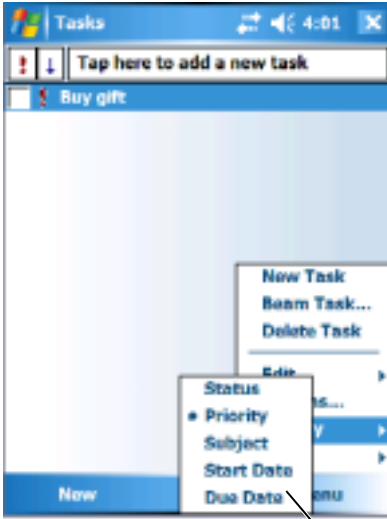 Tasks 4:01
! ↓ Tap here to add a new task
! Buy gift
New Task
Beam Task...
Delete Task
Edit
Status
Priority
Subject
Start Date
Due Date
New